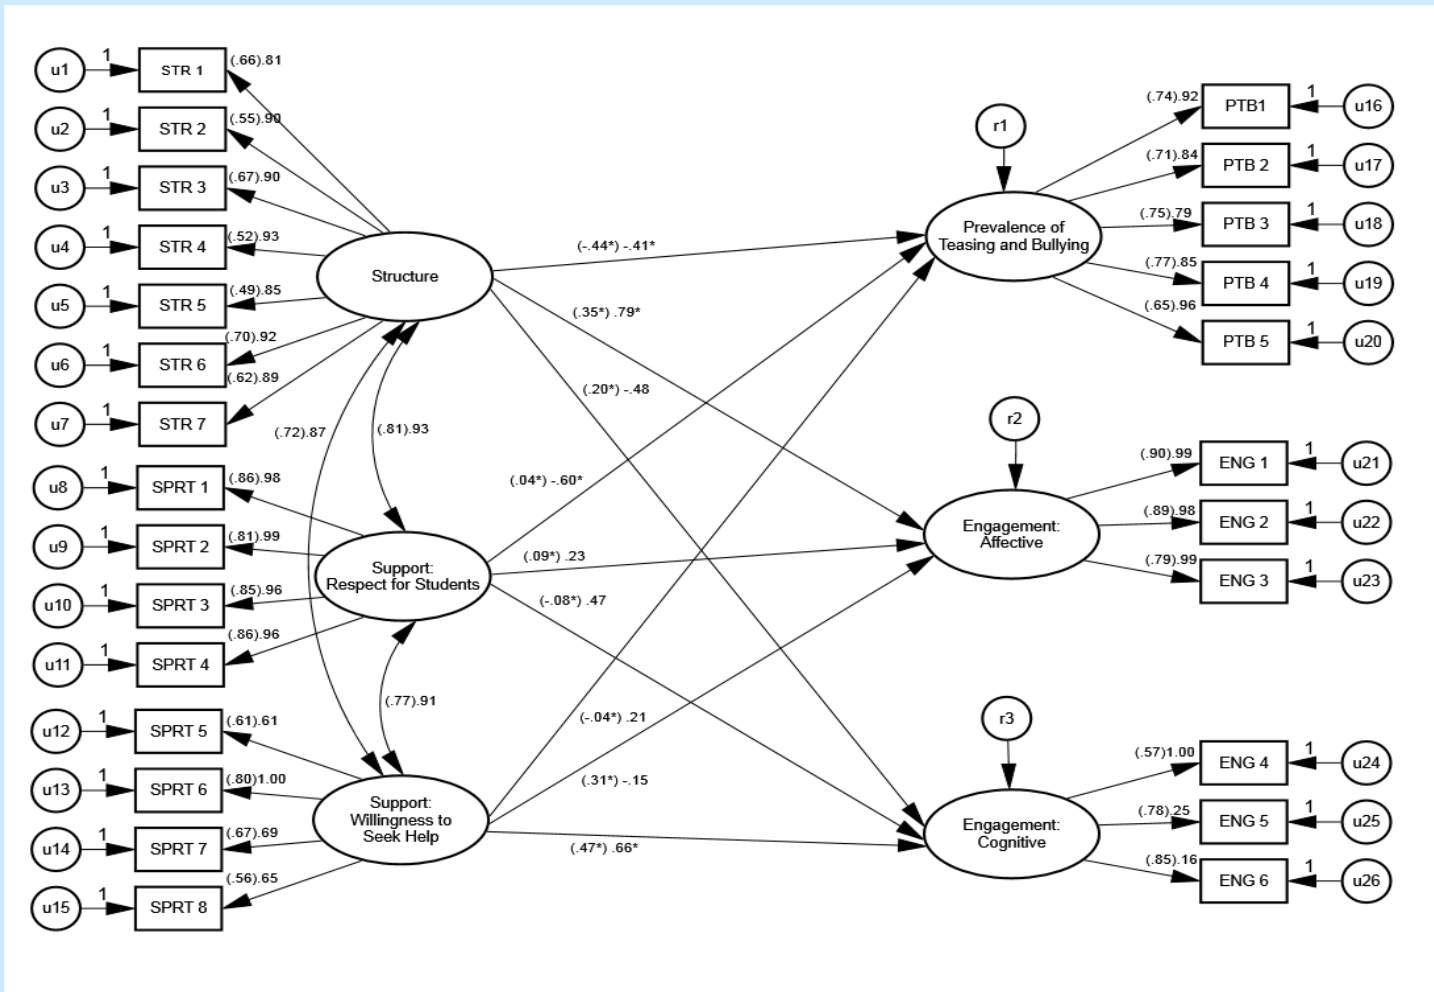 u1 1 STR 1 (.66).81
u2 1 STR 2 (.55).90
u3 1 STR 3 (.67).90
u4 1 STR 4 (.52).93
u5 1 STR 5 (.49).85
u6 1 STR 6 (.70).92
u7 1 STR 7 (.62).89
u8 1 SPRT 1 (.86).98
u9 1 SPRT 2 (.81).99
u10 1 SPRT 3 (.85).96
u11 1 SPRT 4 (.86).96
u12 1 SPRT 5 (.61).61
u13 1 SPRT 6 (.80)1.00
u14 1 SPRT 7 (.67).69
u15 1 SPRT 8 (.56).65
Structure
Support:
Respect for Students
Support:
Willingness to
Seek Help
(.72).87
(.81).93
(.77).91
(-.44*) -.41*
(.35*) .79*
(.20*) -.48
(.04*) -.60*
(.09*) .23
(-.08*) .47
(-.04*) .21
(.31*) -.15
(.47*) .66*
r1
Prevalence of
Teasing and Bullying
r2
Engagement:
Affective
r3
Engagement:
Cognitive
(.74).92 PTB1 1 u16
(.71).84 PTB 2 1 u17
(.75).79 PTB 3 1 u18
(.77).85 PTB 4 1 u19
(.65).96 PTB 5 1 u20
(.90).99 ENG 1 1 u21
(.89).98 ENG 2 1 u22
(.79).99 ENG 3 1 u23
(.57)1.00 ENG 4 1 u24
(.78).25 ENG 5 1 u25
(.85).16 ENG 6 1 u26